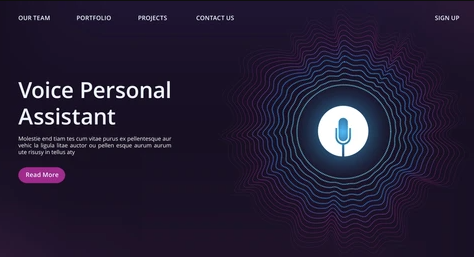 OUR TEAM PORTFOLIO PROJECTS CONTACT US SIGN UP
Voice Personal
Assistant
Molestie end tiam tes cum vitae purus ex pellentesque aur
vehic la ligula litae auctor ou pellen esque aurum aurum
ute risusy in tellus aty
Read More